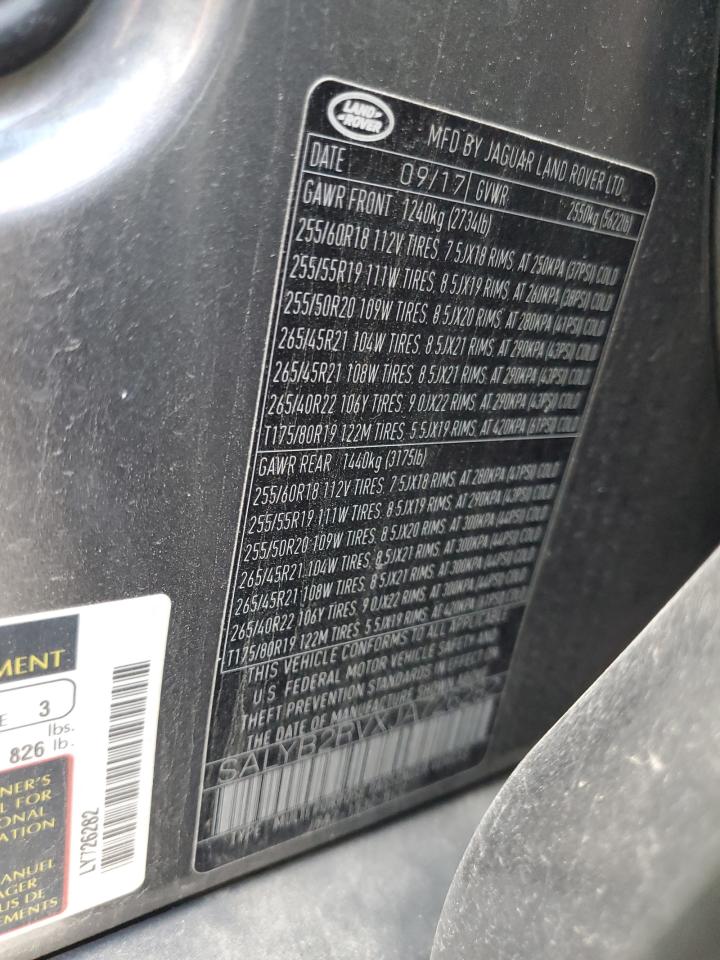 LAND
ROVER
MFD BY JAGUAR LAND ROVER LTD
DATE 09/17 GVWR 2550kg (5622lb)
GAWR FRONT 1240kg (2734lb)
255/60R18 112V TIRES, 7.5JX18 RIMS, AT 250KPA (37PSI) COLD
255/55R19 111W TIRES, 8.5JX19 RIMS, AT 260KPA (38PSI) COLD
255/50R20 109W TIRES, 8.5JX20 RIMS, AT 280KPA (41PSI) COLD
265/45R21 104W TIRES, 8.5JX21 RIMS, AT 290KPA (43PSI) COLD
265/45R21 108W TIRES, 8.5JX21 RIMS, AT 290KPA (43PSI) COLD
265/40R22 106Y TIRES, 9.0JX22 RIMS, AT 290KPA (43PSI) COLD
T175/80R19 122M TIRES, 5.5JX19 RIMS, AT 420KPA (61PSI) COLD
GAWR REAR 1440kg (3175lb)
255/60R18 112V TIRES, 7.5JX18 RIMS, AT 280KPA (41PSI) COLD
255/55R19 111W TIRES, 8.5JX19 RIMS, AT 290KPA (43PSI) COLD
255/50R20 109W TIRES, 8.5JX20 RIMS, AT 300KPA (44PSI) COLD
265/45R21 104W TIRES, 8.5JX21 RIMS, AT 300KPA (44PSI) COLD
265/45R21 108W TIRES, 8.5JX21 RIMS, AT 300KPA (44PSI) COLD
265/40R22 106Y TIRES, 9.0JX22 RIMS, AT 300KPA (44PSI) COLD
T175/80R19 122M TIRES, 5.5JX19 RIMS, AT 420KPA (61PSI) COLD
THIS VEHICLE CONFORMS TO ALL APPLICABLE
U.S. FEDERAL MOTOR VEHICLE SAFETY AND
THEFT PREVENTION STANDARDS IN EFFECT ON
THE DATE OF MANUFACTURE SHOWN ABOVE
SALYB2RVX
TYPE
MENT
E 3
lbs.
826 lb.
NER'S
L FOR
ONAL
ATION
ANUEL
AGER
US DE
EMENTS
LY726282